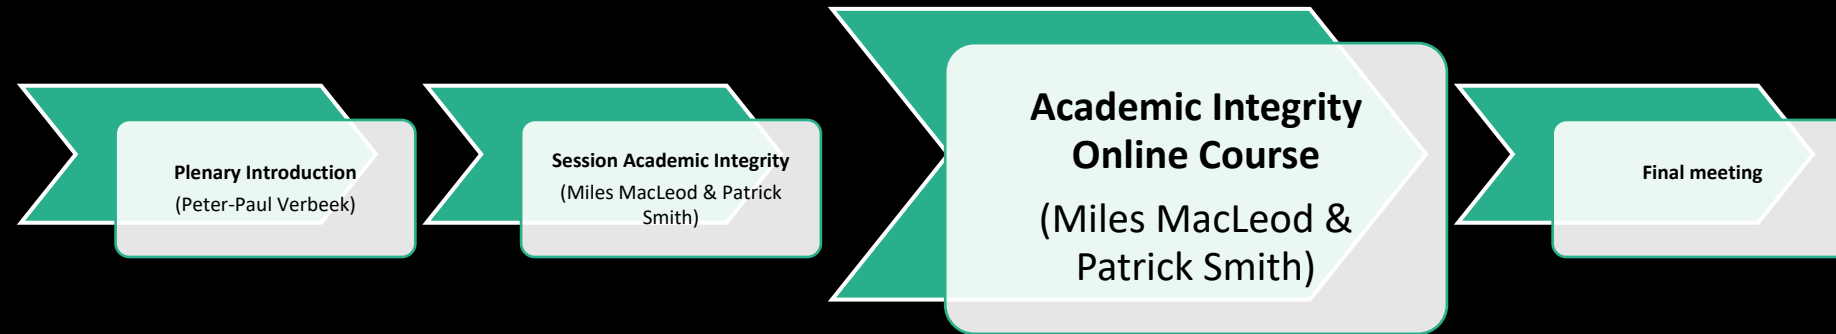 Plenary Introduction
(Peter-Paul Verbeek)
Session Academic Integrity
(Miles MacLeod & Patrick
Smith)
Academic Integrity
Online Course
(Miles MacLeod &
Patrick Smith)
Final meeting